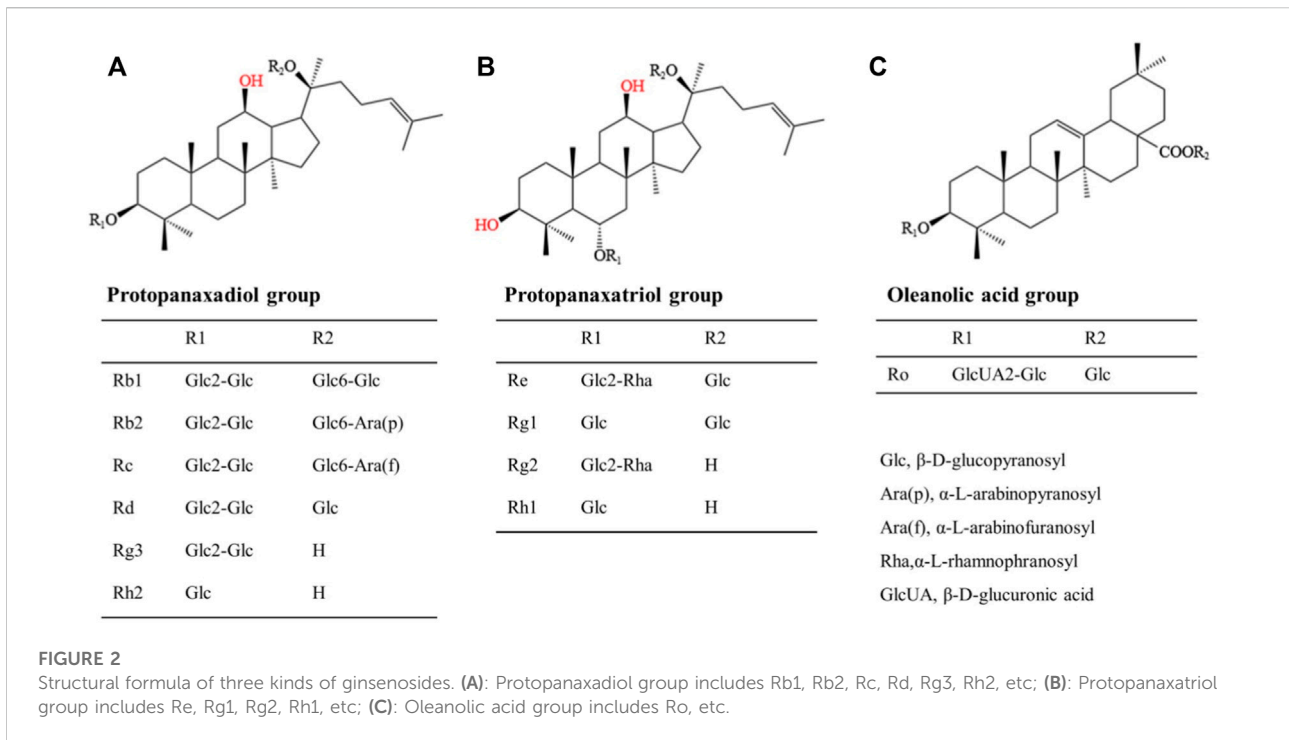 A
R₂O
OH
R₁O
Protopanaxadiol group
R1 R2
Rb1 Glc2-Glc Glc6-Glc
Rb2 Glc2-Glc Glc6-Ara(p)
Rc Glc2-Glc Glc6-Ara(f)
Rd Glc2-Glc Glc
Rg3 Glc2-Glc H
Rh2 Glc H
B
R₂O
OH
HO
OR₁
Protopanaxatriol group
R1 R2
Re Glc2-Rha Glc
Rg1 Glc Glc
Rg2 Glc2-Rha H
Rh1 Glc H
C
COOR₂
R₁O
Oleanolic acid group
R1 R2
Ro GlcUA2-Glc Glc
Glc, β-D-glucopyranosyl
Ara(p), α-L-arabinopyranosyl
Ara(f), α-L-arabinofuranosyl
Rha,α-L-rhamnophranosyl
GlcUA, β-D-glucuronic acid
FIGURE 2
Structural formula of three kinds of ginsenosides. (A): Protopanaxadiol group includes Rb1, Rb2, Rc, Rd, Rg3, Rh2, etc; (B): Protopanaxatriol
group includes Re, Rg1, Rg2, Rh1, etc; (C): Oleanolic acid group includes Ro, etc.